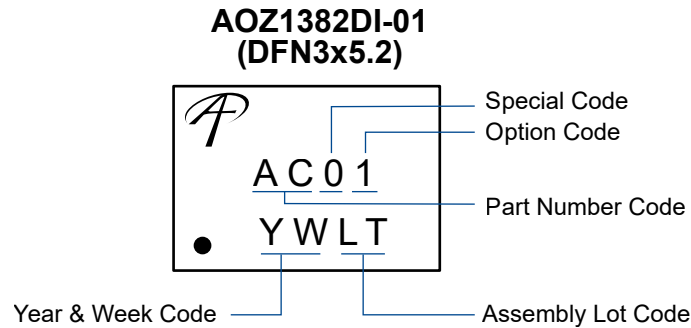 AOZ1382DI-01
(DFN3x5.2)
Special Code
Option Code
AC01
Part Number Code
YWLT
Year & Week Code
Assembly Lot Code